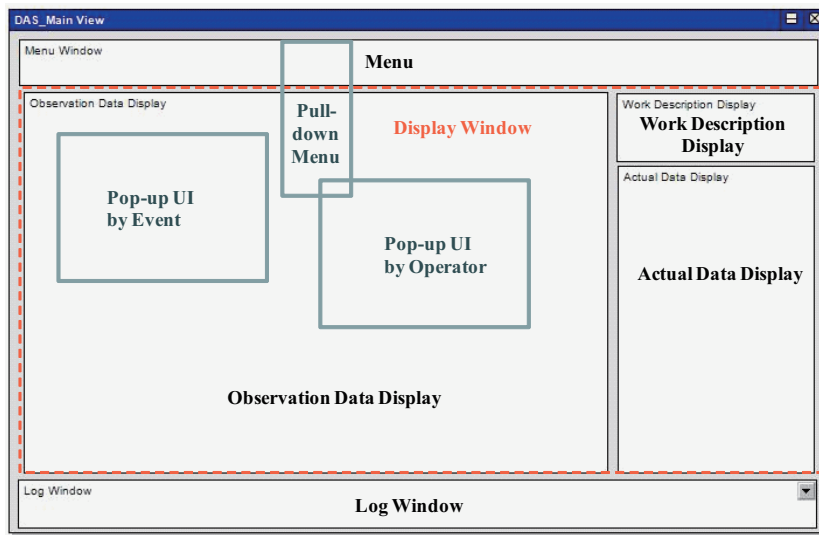 DAS_Main View
Menu Window
Menu
Observation Data Display
Pull-
down
Menu
Display Window
Work Description Display
Work Description
Display
Pop-up UI
by Event
Pop-up UI
by Operator
Actual Data Display
Actual Data Display
Observation Data Display
Log Window
Log Window